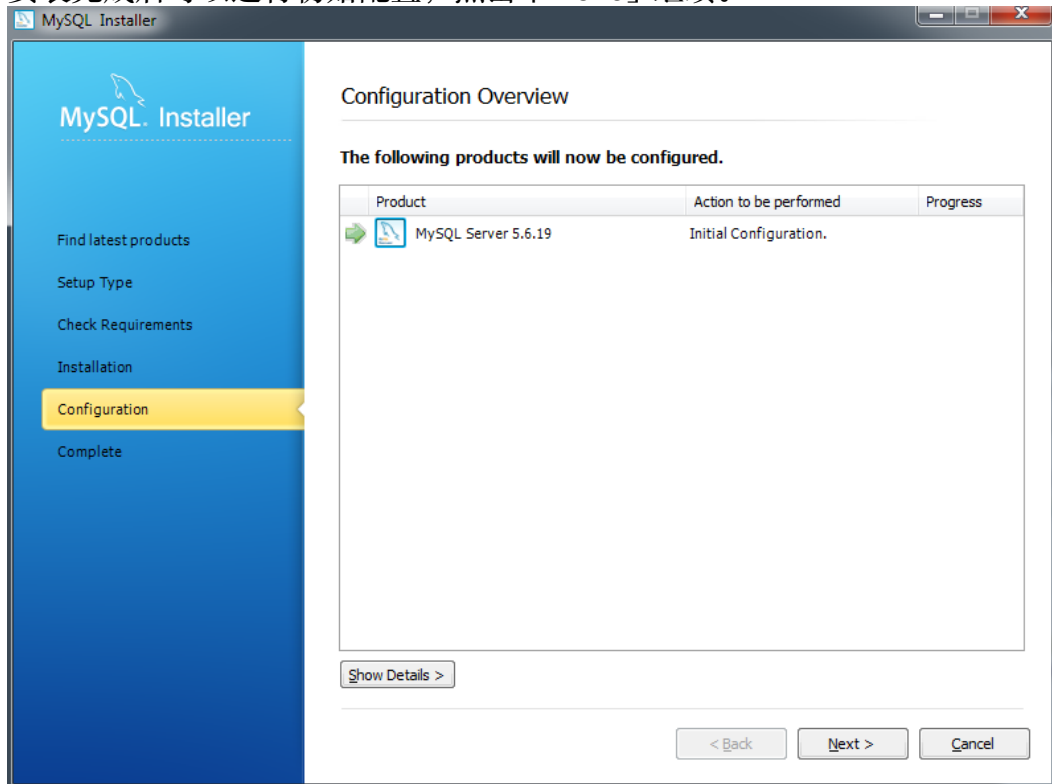 MySQL Installer
MySQL. Installer
Configuration Overview
The following products will now be configured.
Product Action to be performed Progress
MySQL Server 5.6.19 Initial Configuration.
Find latest products
Setup Type
Check Requirements
Installation
Configuration
Complete
Show Details >
< Back Next > Cancel